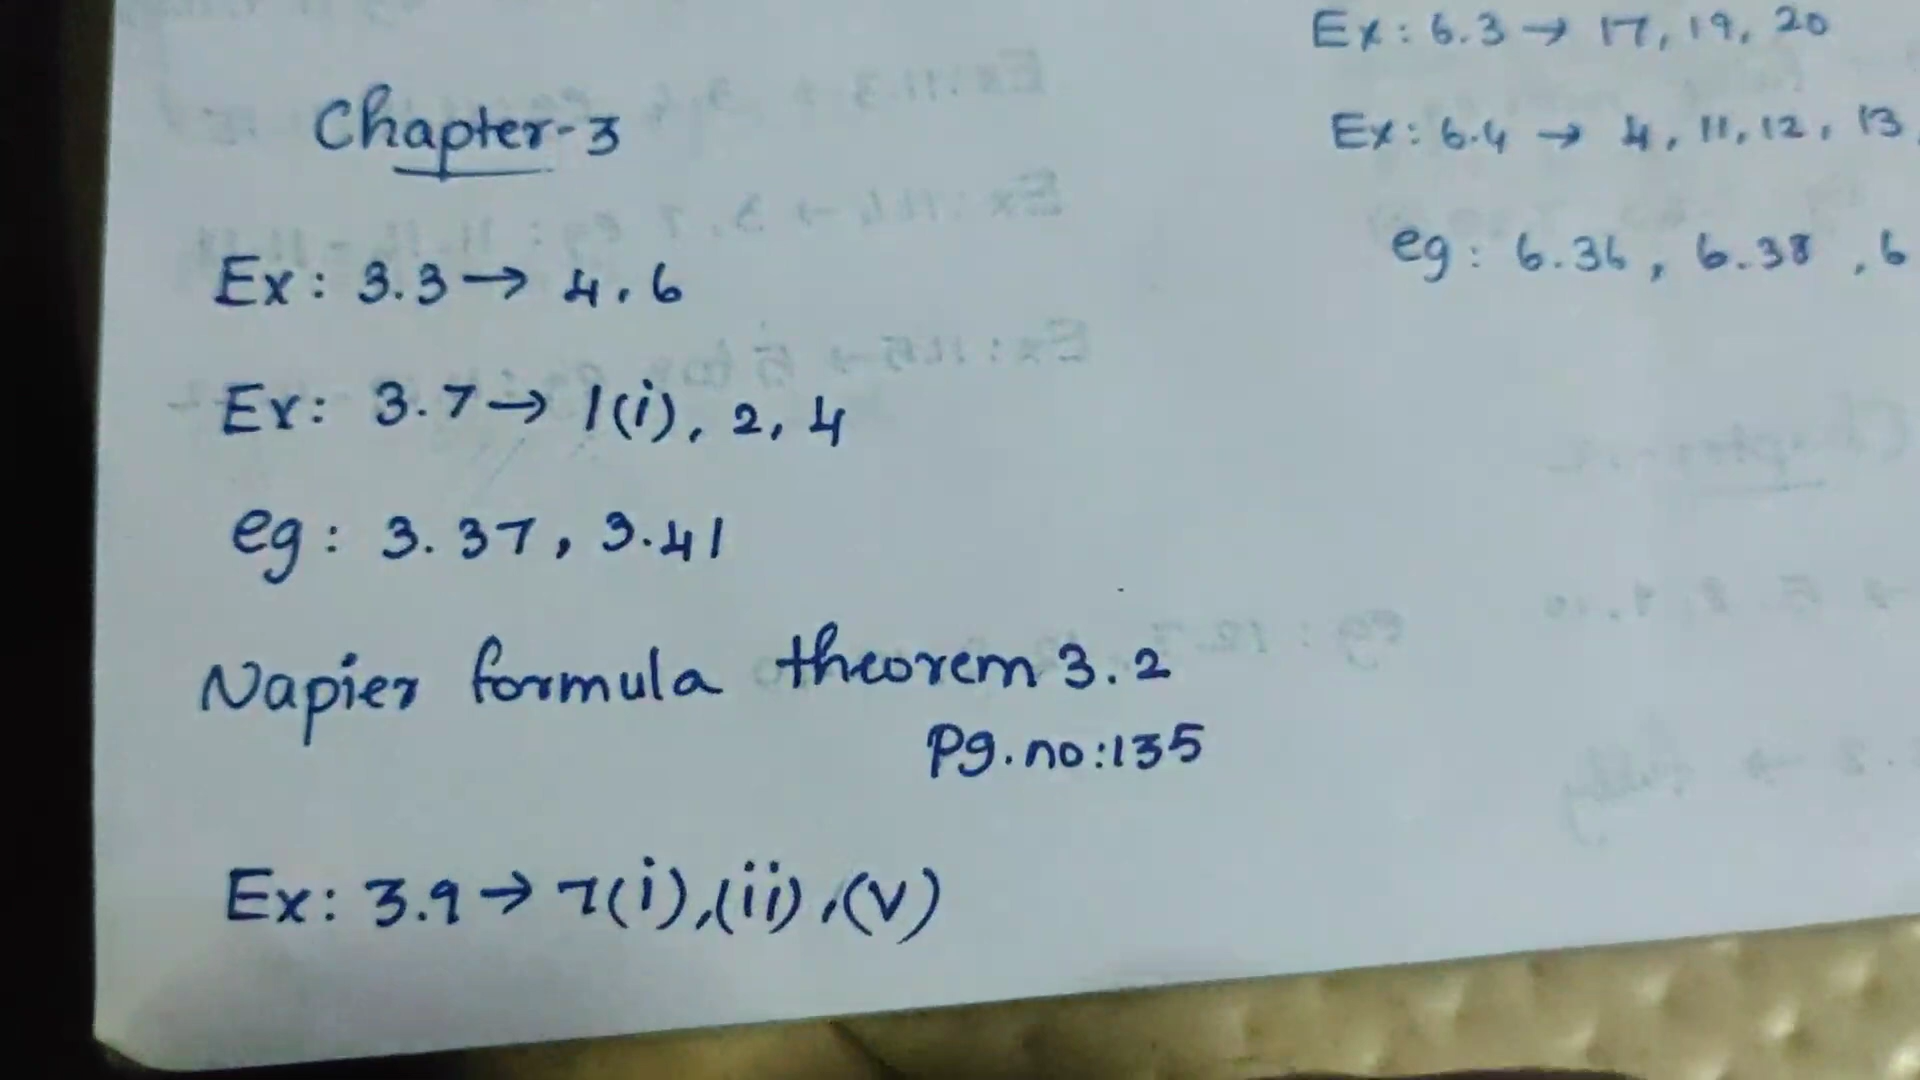 Chapter-3
Ex: 3.3 → 4, 6
Ex: 3.7 → 1(i), 2, 4
eg: 3.37, 3.41
Napier formula theorem 3.2
Pg.no:135
Ex: 3.9 → 7(i),(ii),(v)
Ex: 6.3 → 17, 19, 20
Ex: 6.4 → 4, 11, 12, 13,
eg: 6.36, 6.38, 6